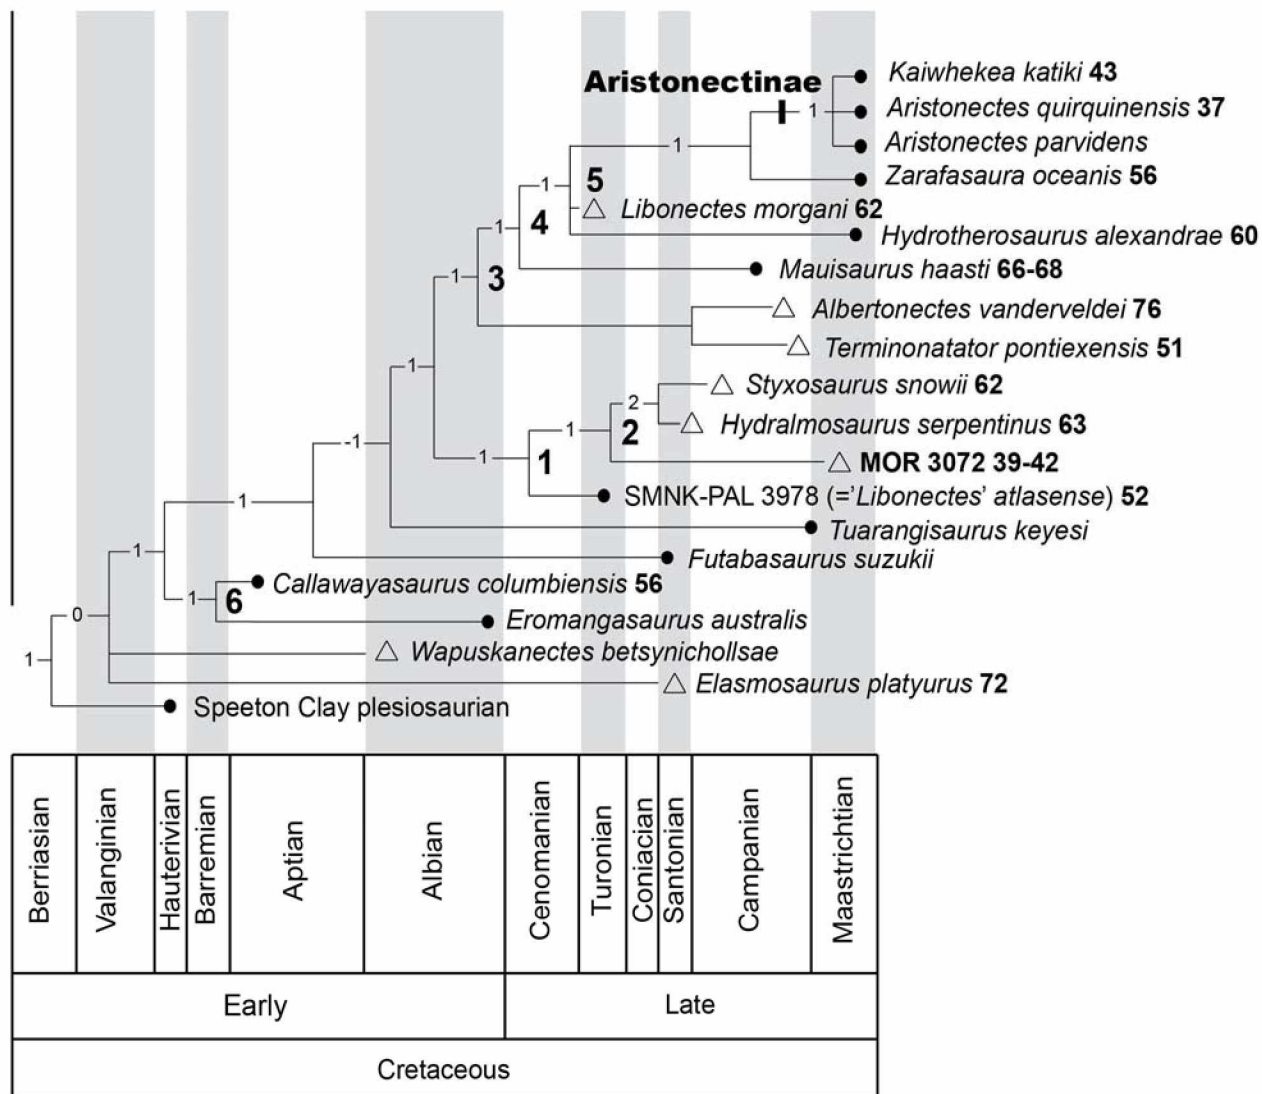 Aristonectinae
Kaiwhekea katiki 43
1
Aristonectes quirquinensis 37
1
Aristonectes parvidens
Zarafasaura oceanis 56
1
5
Libonectes morgani 62
1
4
Hydrotherosaurus alexandrae 60
Mauisaurus haasti 66-68
1
3
Albertonectes vanderveldei 76
Terminonatator pontiexensis 51
1
Styxosaurus snowii 62
2
Hydralmosaurus serpentinus 63
1
2
-1
1
1
MOR 3072 39-42
SMNK-PAL 3978 (='Libonectes' atlasense) 52
1
Tuarangisaurus keyesi
1
Futabasaurus suzukii
Callawayasaurus columbiensis 56
1
6
0
Eromangasaurus australis
1
Wapuskanectes betsynichollsae
Elasmosaurus platyurus 72
Speeton Clay plesiosaurian
Berriasian
Valanginian
Hauterivian
Barremian
Aptian
Albian
Cenomanian
Turonian
Coniacian
Santonian
Campanian
Maastrichtian
Early
Late
Cretaceous